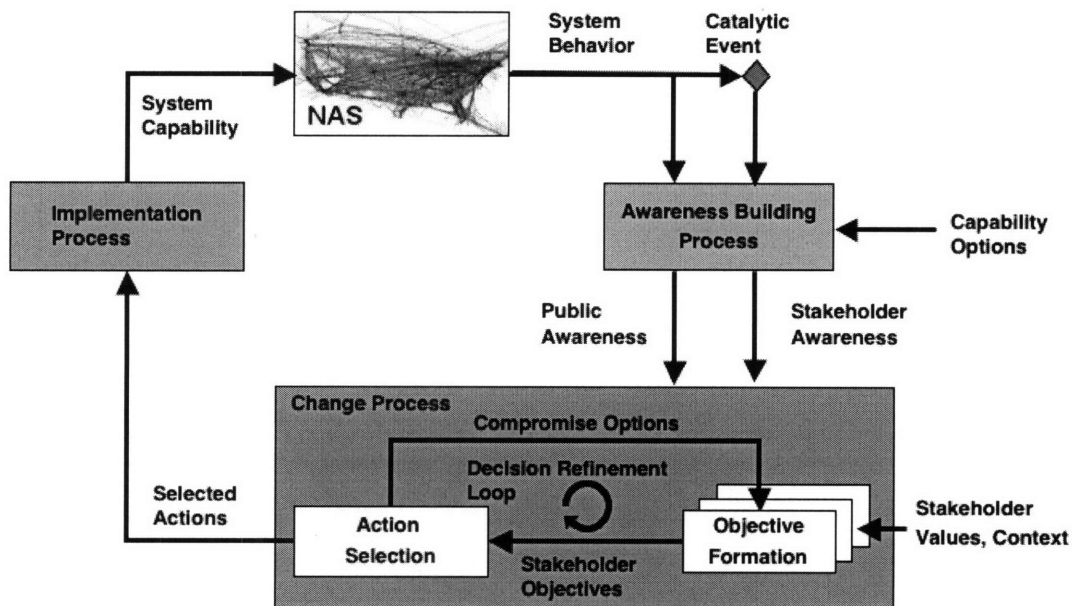 System
Behavior
Catalytic
Event
System
Capability
NAS
Implementation
Process
Awareness Building
Process
Capability
Options
Public
Awareness
Stakeholder
Awareness
Change Process
Compromise Options
Decision Refinement
Loop
Selected
Actions
Action
Selection
Objective
Formation
Stakeholder
Values, Context
Stakeholder
Objectives